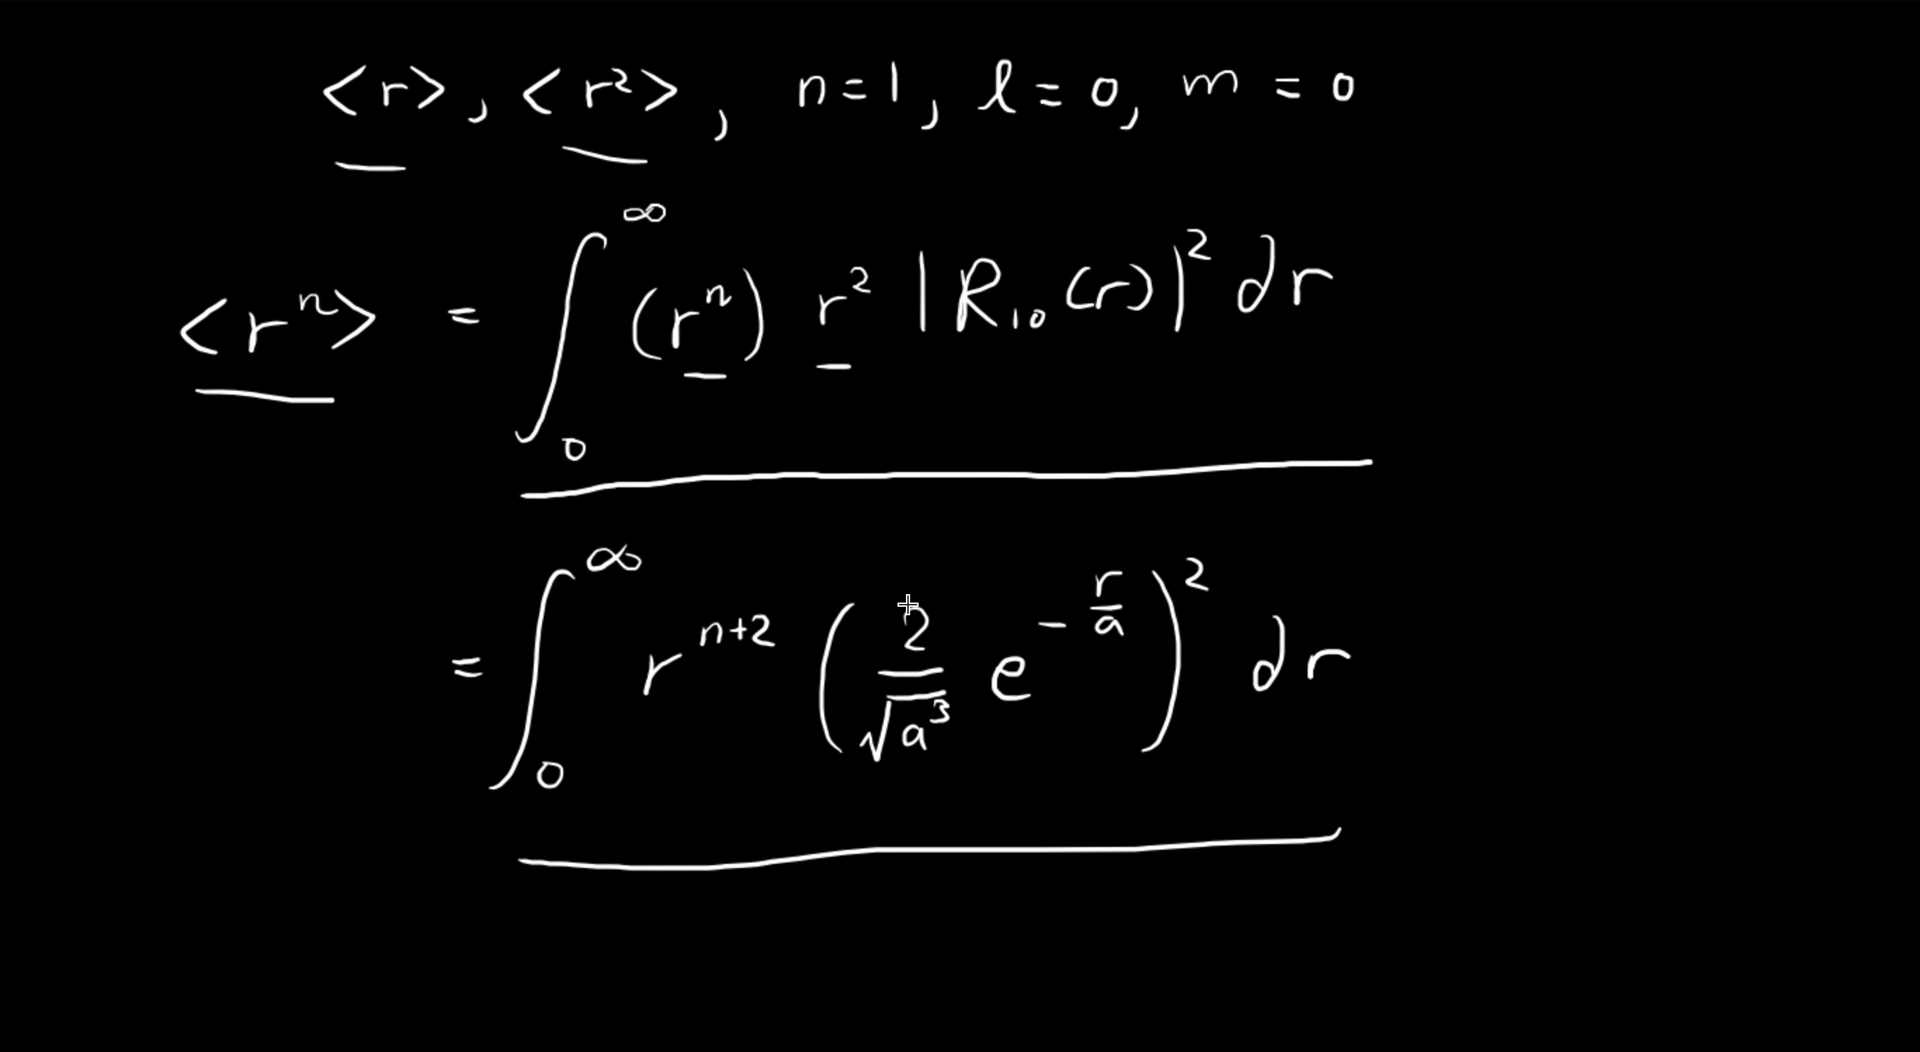 <r>, <r²>, n=1, l=0, m=0
<rⁿ> = ∫₀^∞ (rⁿ) r² |R₁₀(r)|² dr
= ∫₀^∞ r^(n+2) (2/√a³ e^(-r/a))² dr